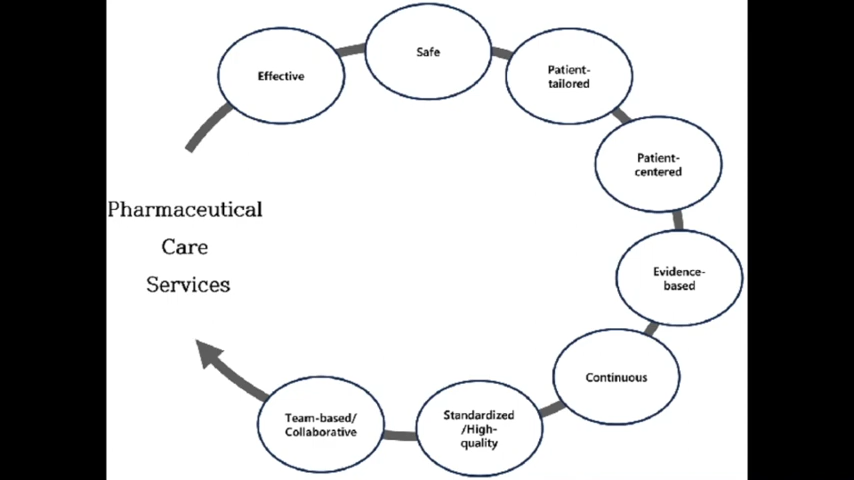 Effective
Safe
Patient-
tailored
Patient-
centered
Evidence-
based
Continuous
Standardized
/High-
quality
Team-based/
Collaborative
Pharmaceutical
Care
Services